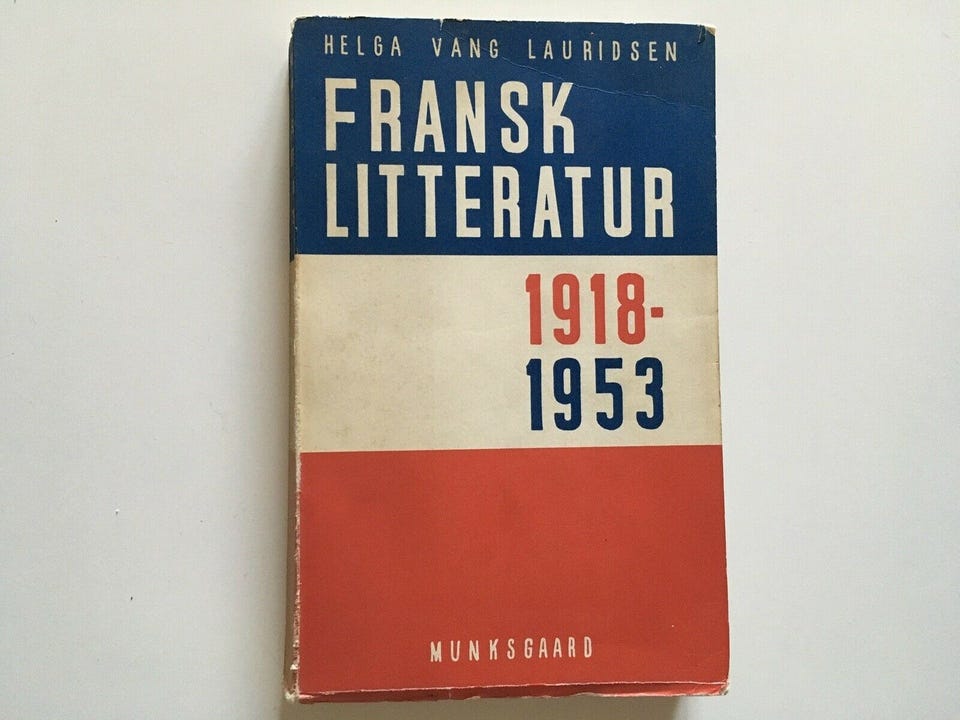 HELGA VANG LAURIDSEN
FRANSK
LITTERATUR
1918-
1953
MUNKSGAARD